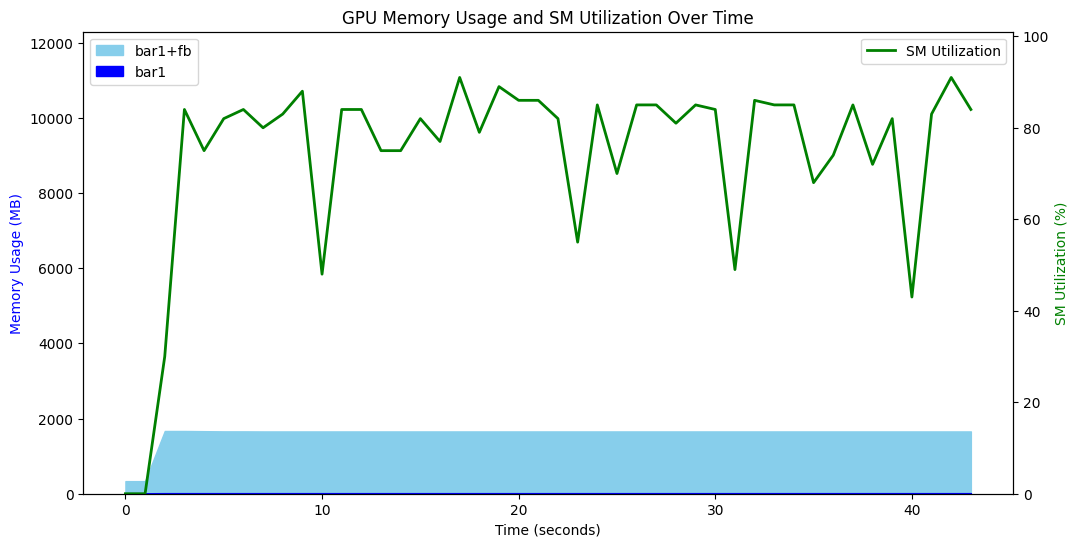 GPU Memory Usage and SM Utilization Over Time
bar1+fb
bar1
SM Utilization
12000
10000
8000
6000
4000
2000
0
100
80
60
40
20
0
Memory Usage (MB)
SM Utilization (%)
0
10
20
30
40
Time (seconds)